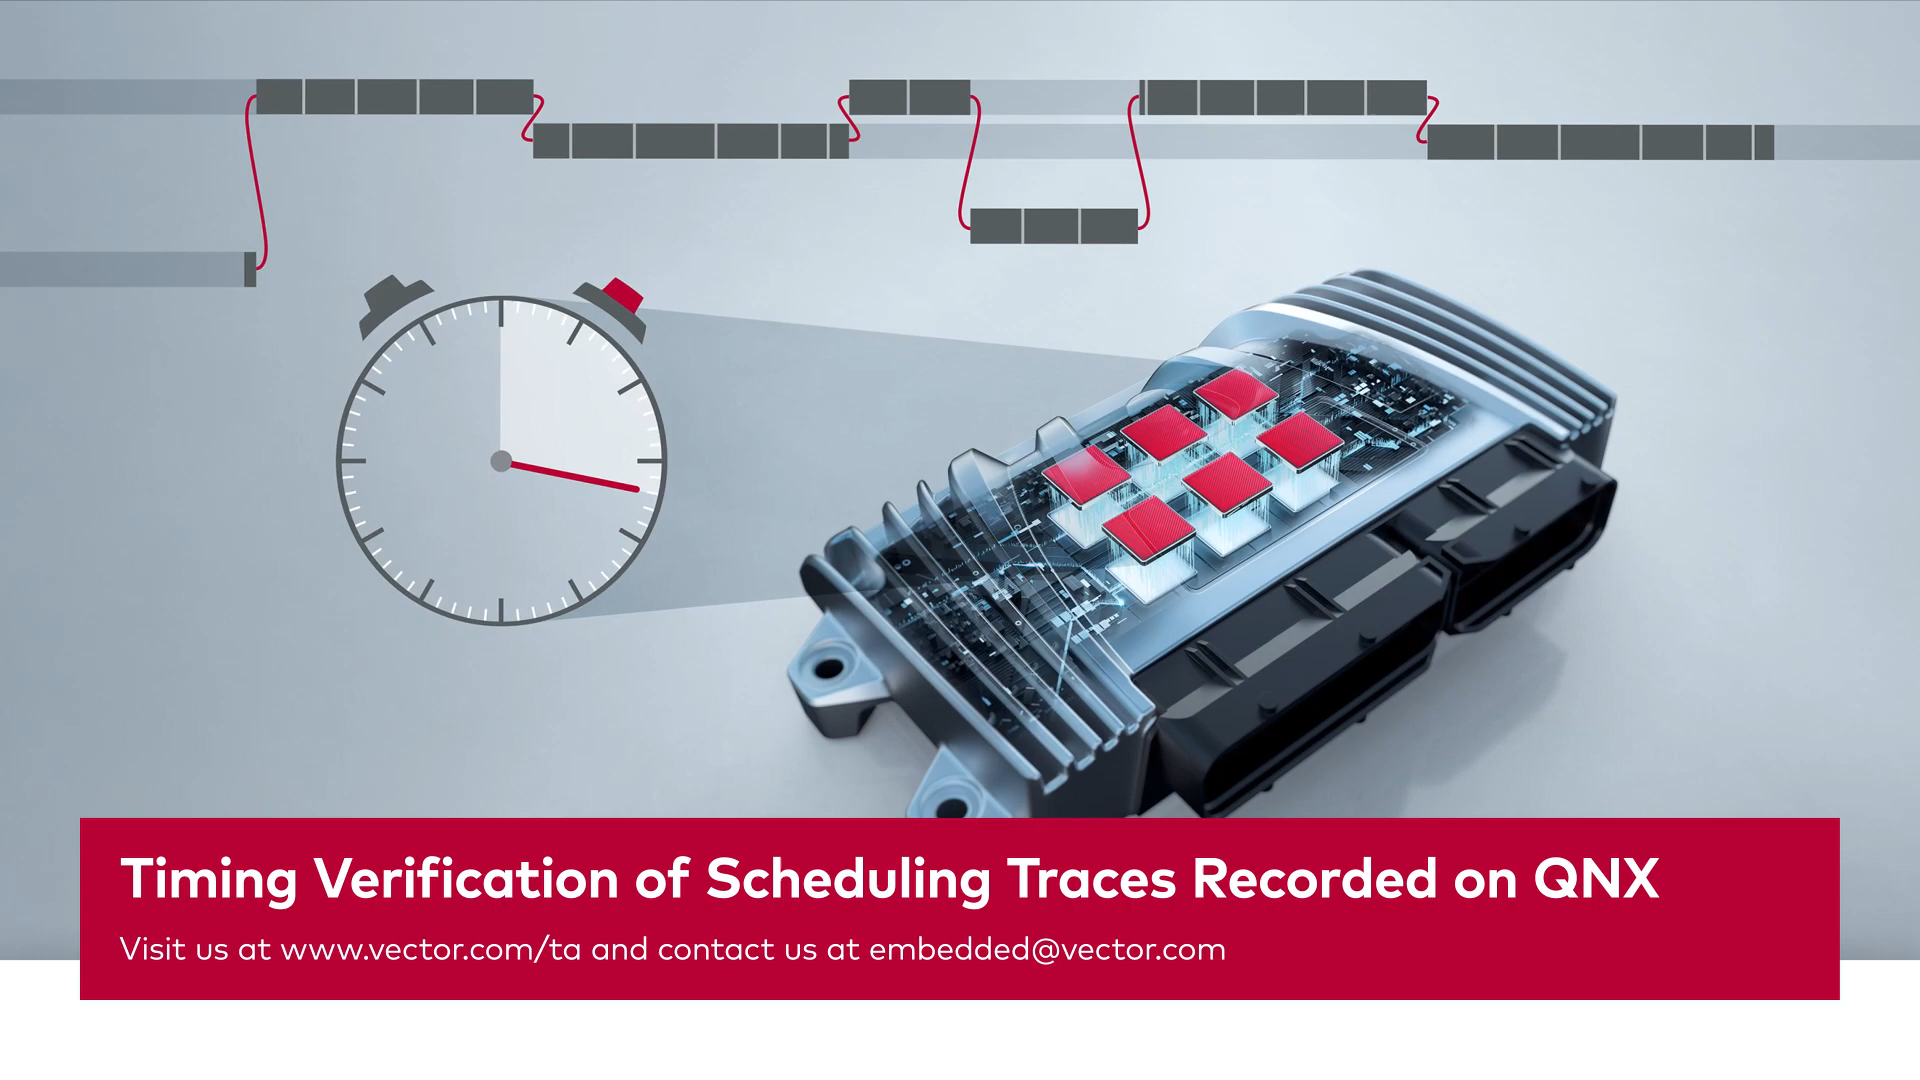 Timing Verification of Scheduling Traces Recorded on QNX
Visit us at www.vector.com/ta and contact us at embedded@vector.com